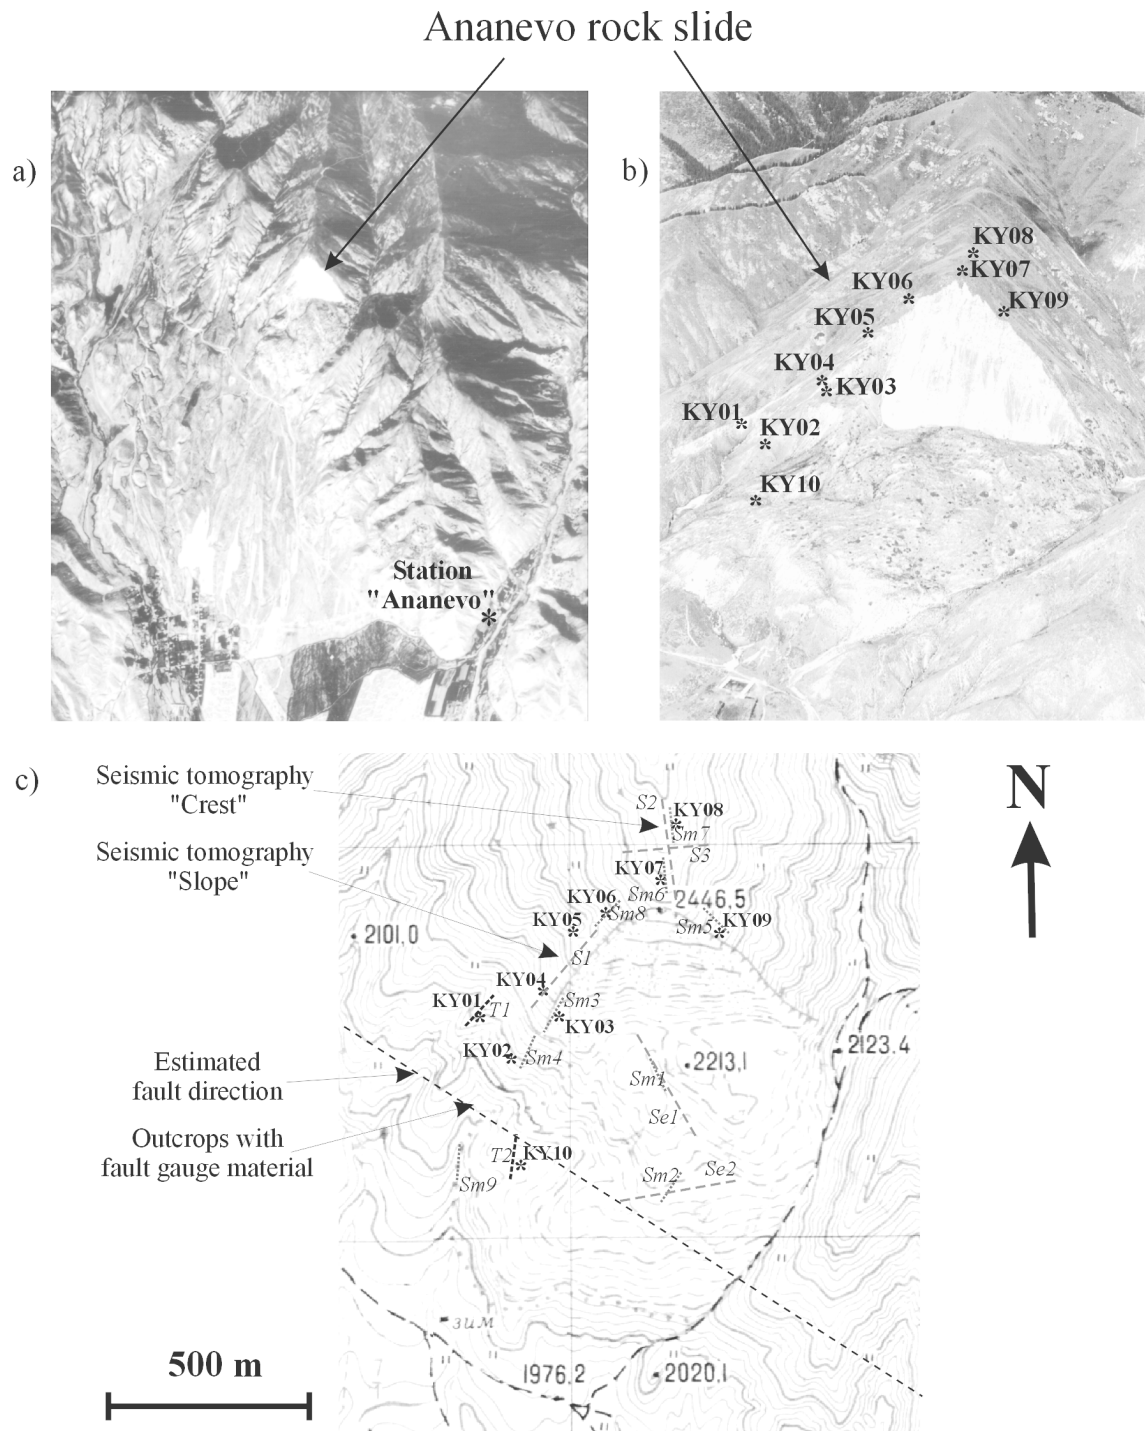 Ananevo rock slide
a)
Station
"Ananevo"
b)
KY08
KY07
KY06
KY09
KY05
KY04
KY03
KY01
KY02
KY10
c)
Seismic tomography
"Crest"
Seismic tomography
"Slope"
Estimated
fault direction
Outcrops with
fault gauge material
500 m
N
S2
KY08
Sm7
S3
KY07
Sm6
2446,5
KY06
Sm8
KY05
Sm5
KY09
2101,0
S1
KY04
KY01
T1
Sm3
KY03
KY02
Sm4
2123.4
2213,1
Sm1
Se1
T2
KY10
Sm9
Sm2
Se2
зим
1976,2
2020,1